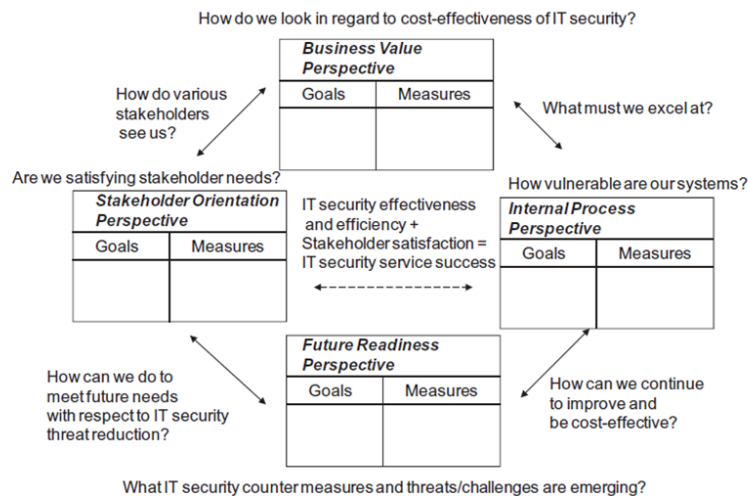 How do we look in regard to cost-effectiveness of IT security?
Business Value
Perspective
Goals Measures
How do various
stakeholders
see us?
What must we excel at?
Are we satisfying stakeholder needs?
How vulnerable are our systems?
Stakeholder Orientation
Perspective
Goals Measures
IT security effectiveness
and efficiency +
Stakeholder satisfaction =
IT security service success
Internal Process
Perspective
Goals Measures
Future Readiness
Perspective
Goals Measures
How can we do to
meet future needs
with respect to IT security
threat reduction?
How can we continue
to improve and
be cost-effective?
What IT security counter measures and threats/challenges are emerging?